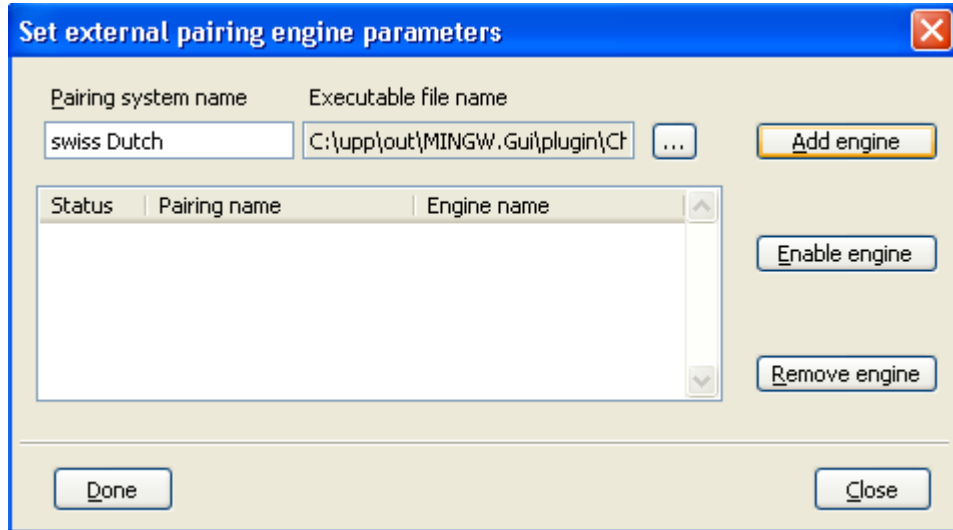 Set external pairing engine parameters
Pairing system name Executable file name
swiss Dutch C:\upp\out\MINGW.Gui\plugin\Ch ... Add engine
Status Pairing name Engine name
Enable engine
Remove engine
Done Close